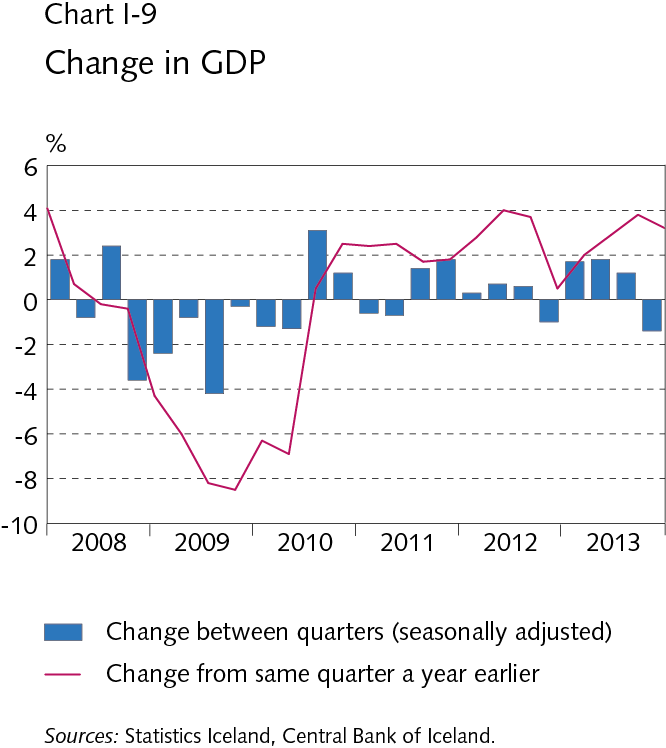 Chart I-9
Change in GDP
%
6
4
2
0
-2
-4
-6
-8
-10
2008 2009 2010 2011 2012 2013
Change between quarters (seasonally adjusted)
Change from same quarter a year earlier
Sources: Statistics Iceland, Central Bank of Iceland.